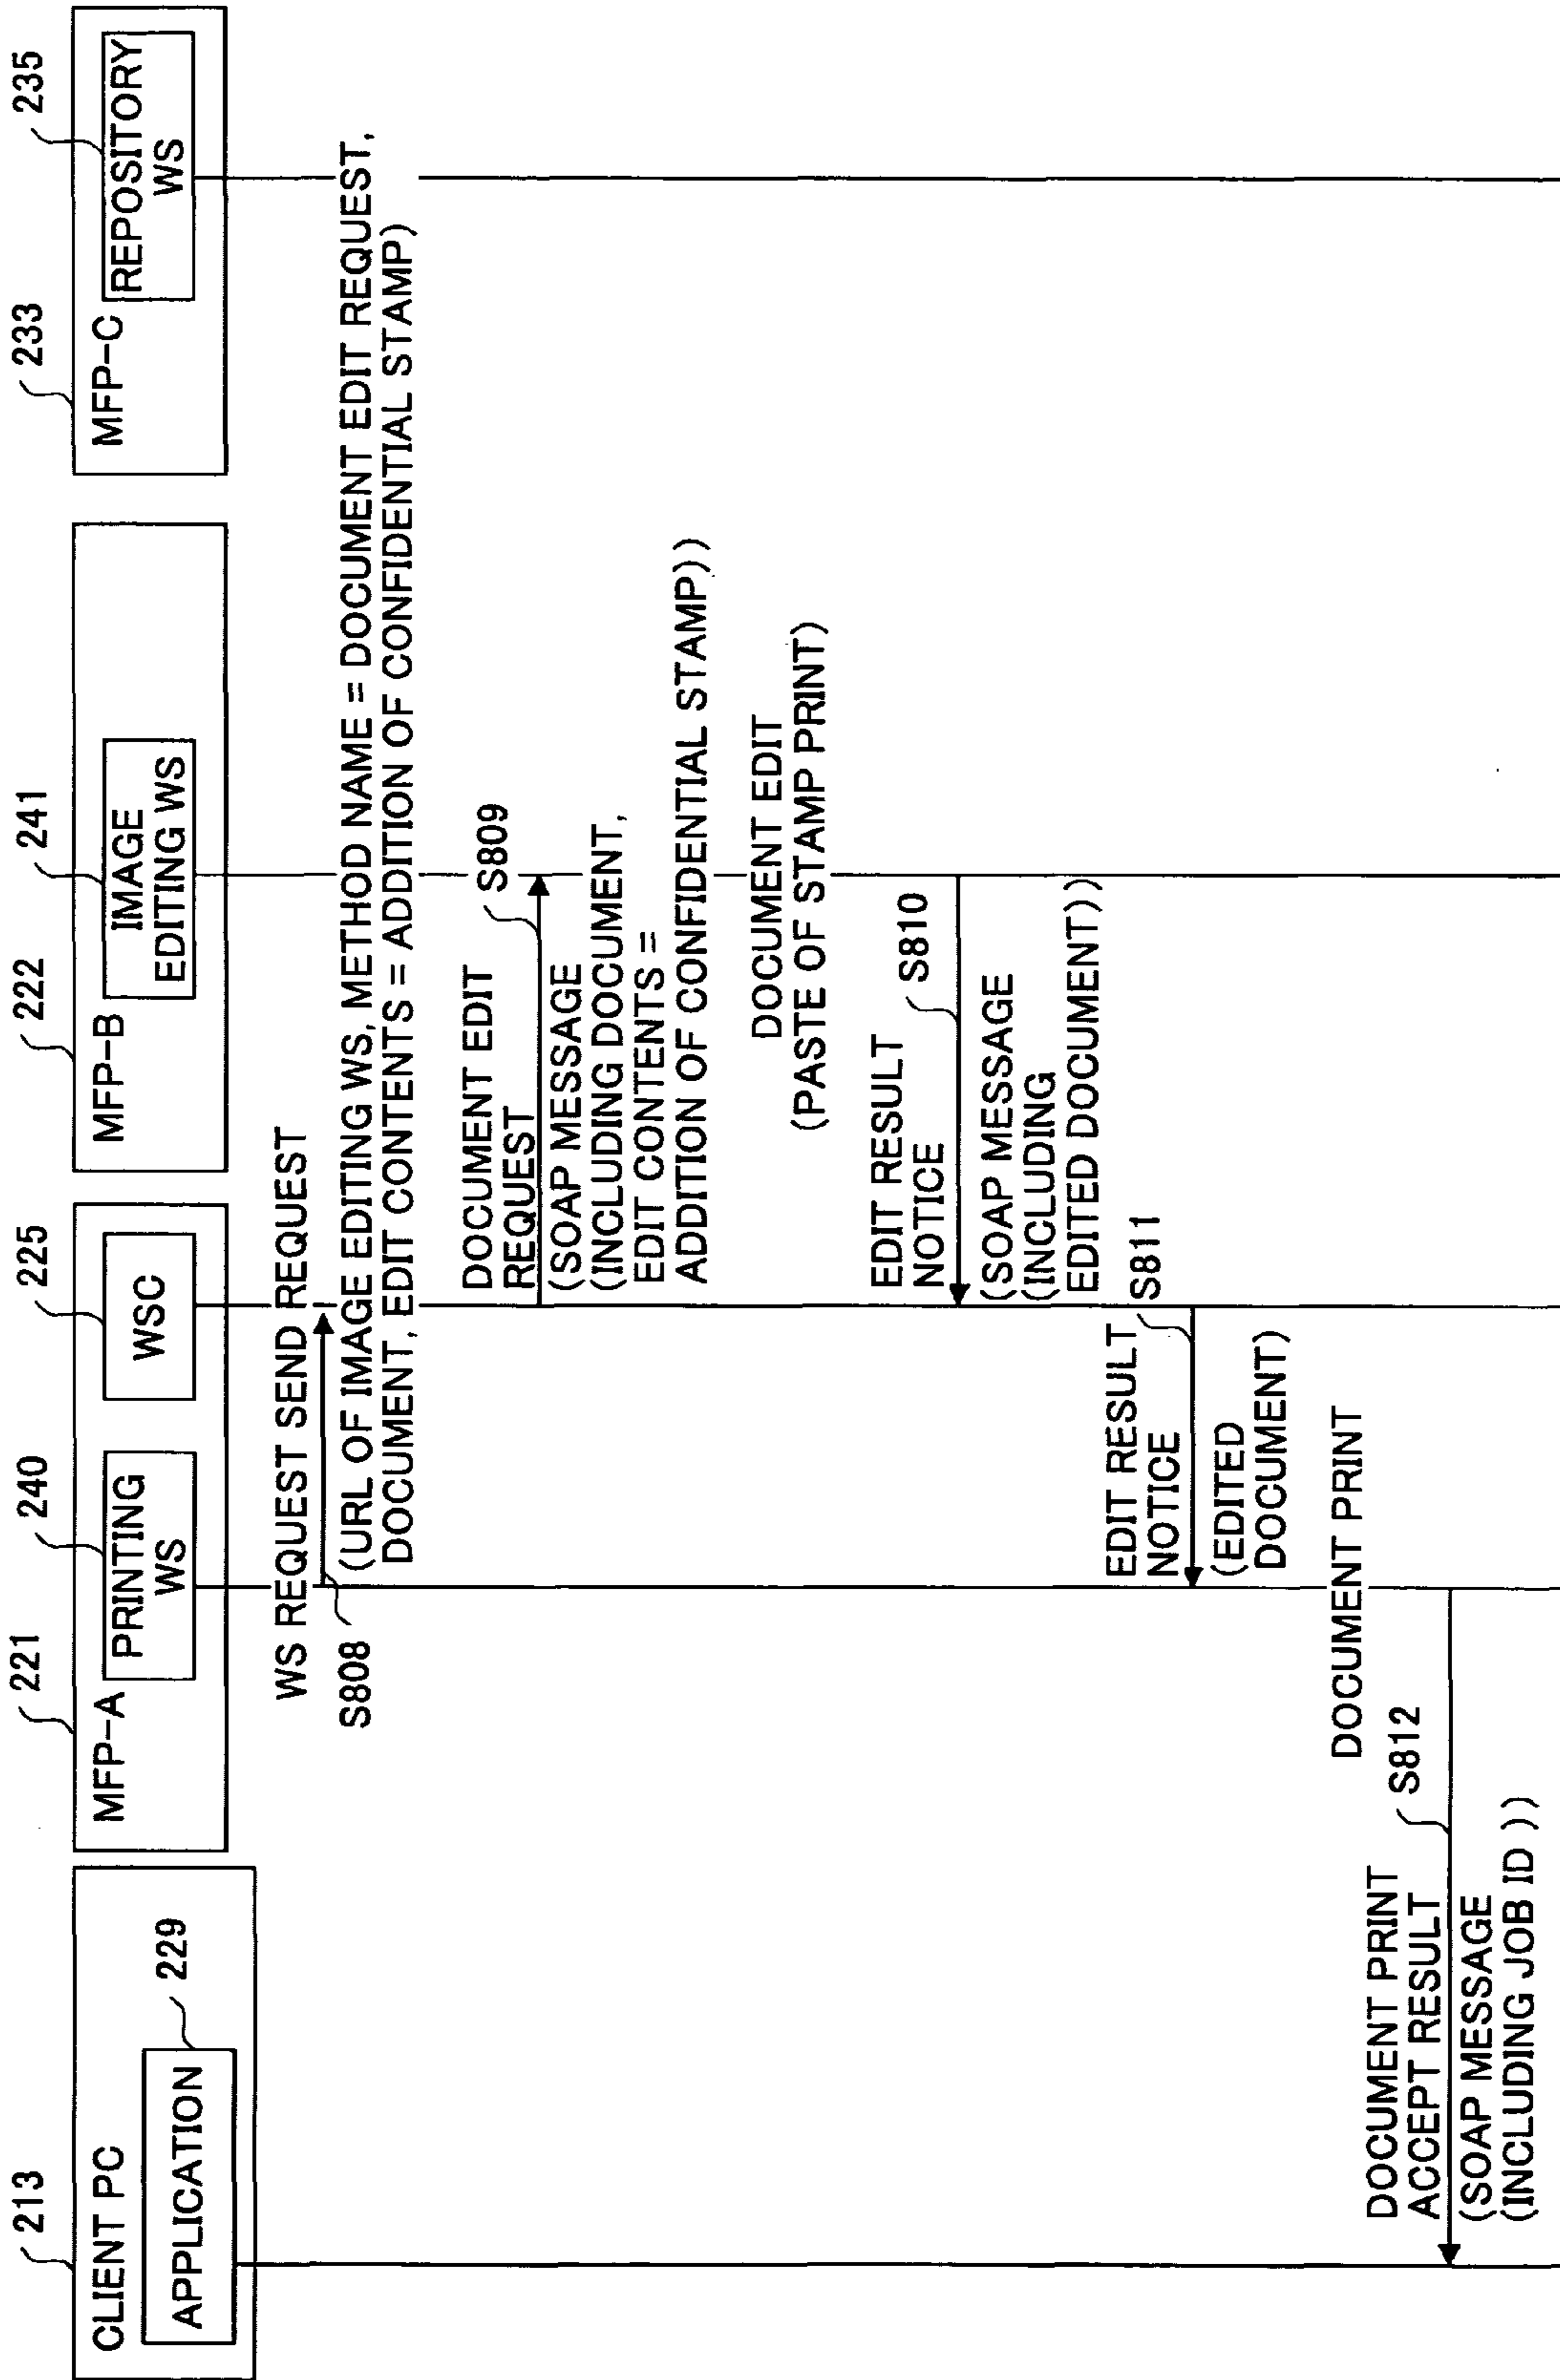 213
CLIENT PC
APPLICATION
229
221
MFP-A
240
PRINTING
WS
225
WSC
222
MFP-B
241
IMAGE
EDITING WS
233
MFP-C
235
REPOSITORY
WS
WS REQUEST SEND REQUEST
S808
(URL OF IMAGE EDITING WS, METHOD NAME = DOCUMENT EDIT REQUEST,
DOCUMENT, EDIT CONTENTS = ADDITION OF CONFIDENTIAL STAMP)
DOCUMENT EDIT
REQUEST
S809
(SOAP MESSAGE
(INCLUDING DOCUMENT,
EDIT CONTENTS =
ADDITION OF CONFIDENTIAL STAMP))
DOCUMENT EDIT
(PASTE OF STAMP PRINT)
EDIT RESULT
NOTICE
S810
(SOAP MESSAGE
(INCLUDING
EDITED DOCUMENT))
EDIT RESULT
NOTICE
S811
(EDITED
DOCUMENT)
DOCUMENT PRINT
DOCUMENT PRINT
ACCEPT RESULT
S812
(SOAP MESSAGE
(INCLUDING JOB ID ))